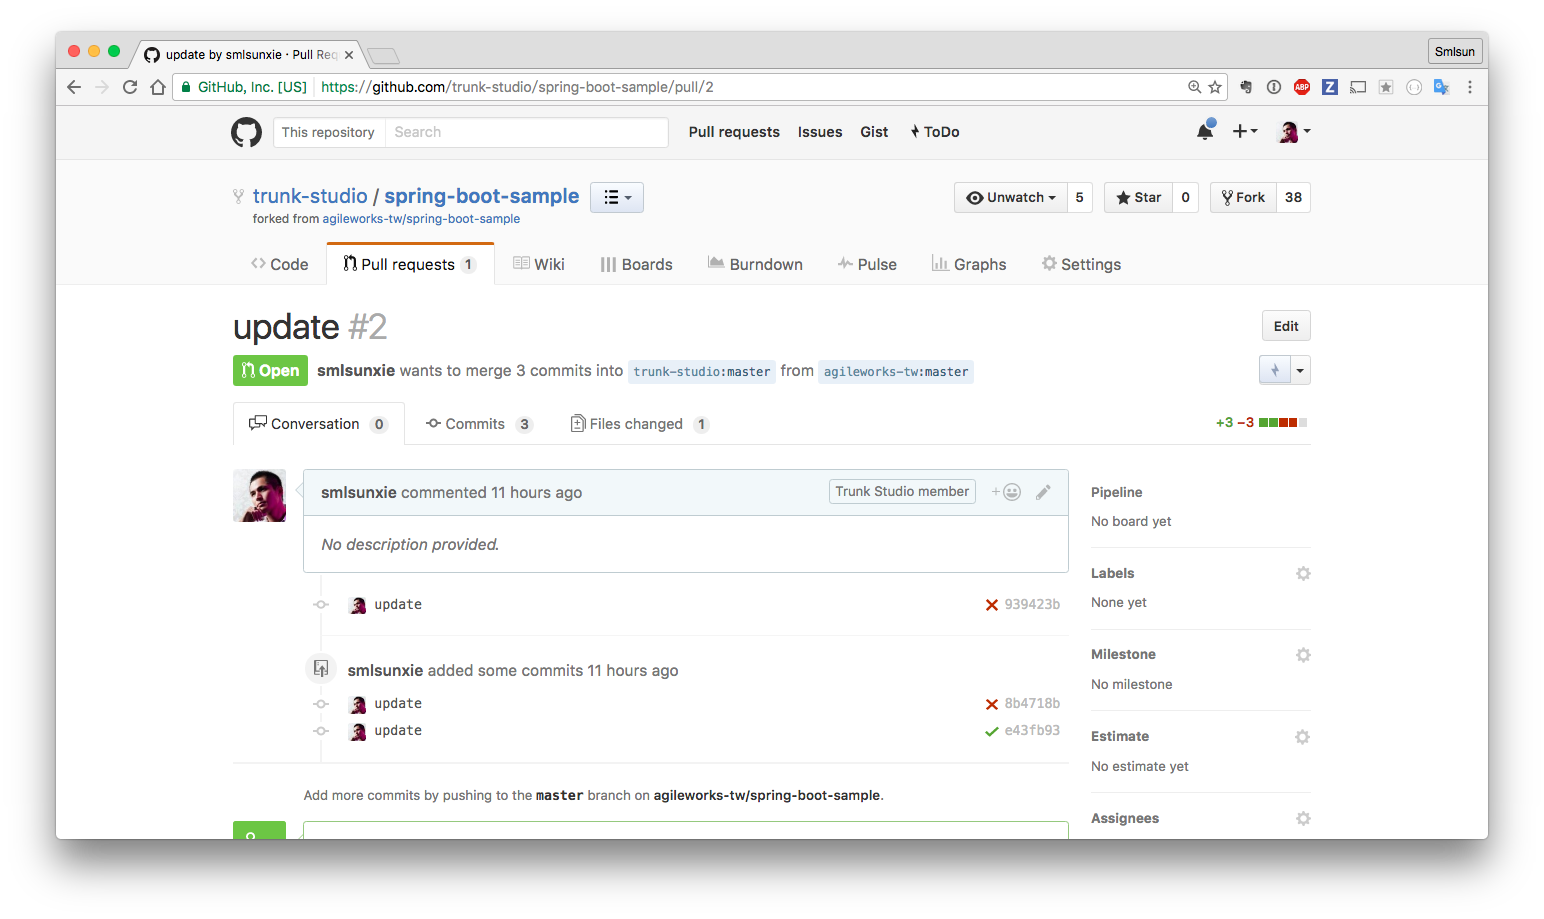 update by smlsunxie · Pull Req
Smlsun
GitHub, Inc. [US] https://github.com/trunk-studio/spring-boot-sample/pull/2
ABP
Z
This repository Search Pull requests Issues Gist ToDo
trunk-studio / spring-boot-sample Unwatch 5 Star 0 Fork 38
forked from agileworks-tw/spring-boot-sample
Code Pull requests 1 Wiki Boards Burndown Pulse Graphs Settings
update #2 Edit
Open smlsunxie wants to merge 3 commits into trunk-studio:master from agileworks-tw:master
Conversation 0 Commits 3 Files changed 1 +3 −3
smlsunxie commented 11 hours ago Trunk Studio member +
No description provided.
update 939423b
smlsunxie added some commits 11 hours ago
update 8b4718b
update e43fb93
Add more commits by pushing to the master branch on agileworks-tw/spring-boot-sample.
Pipeline
No board yet
Labels
None yet
Milestone
No milestone
Estimate
No estimate yet
Assignees